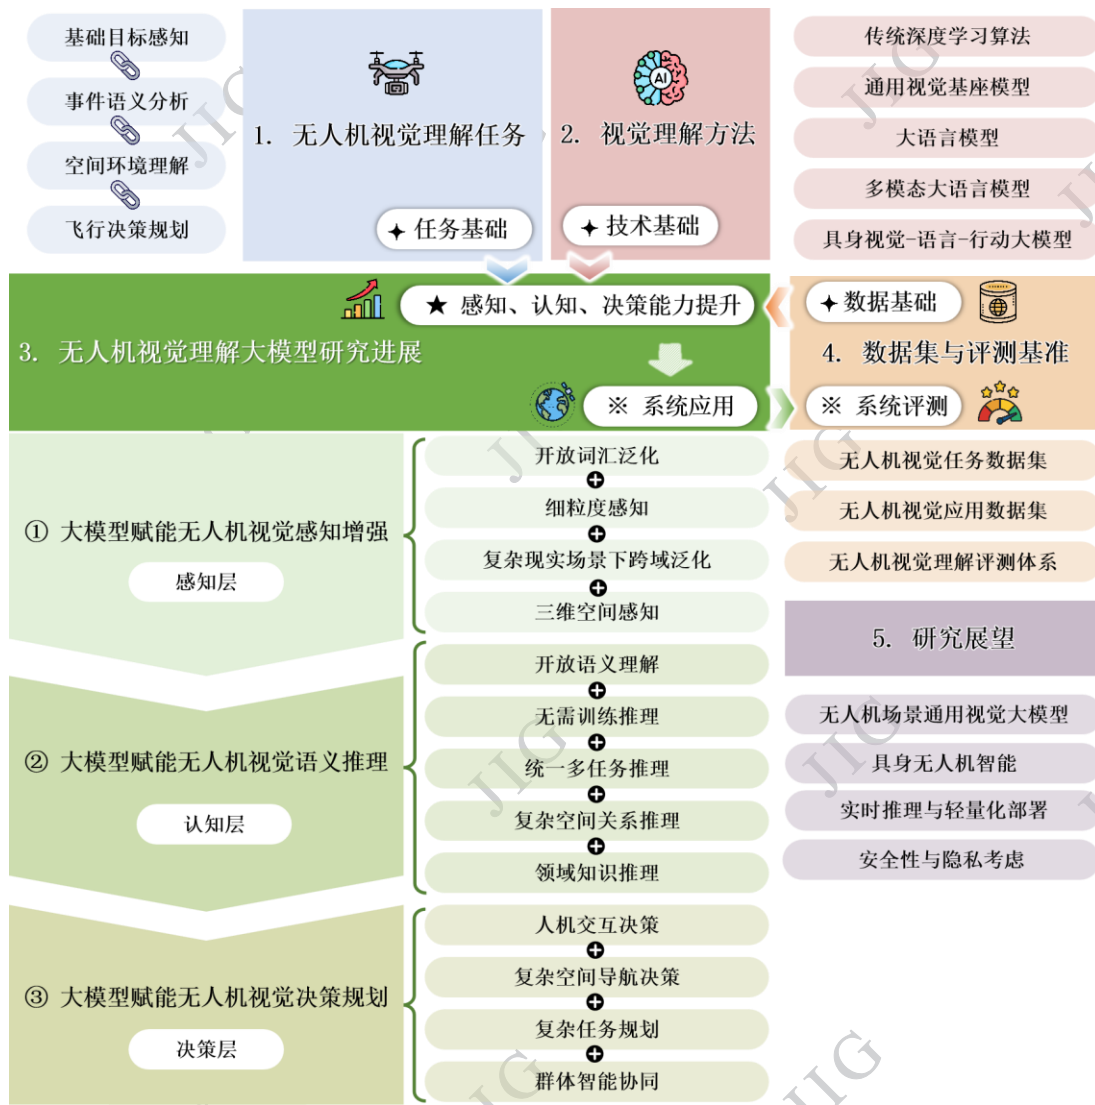 基础目标感知
事件语义分析
空间环境理解
飞行决策规划
1. 无人机视觉理解任务
✦ 任务基础
AI
2. 视觉理解方法
✦ 技术基础
传统深度学习算法
通用视觉基座模型
大语言模型
多模态大语言模型
具身视觉-语言-行动大模型
★ 感知、认知、决策能力提升
3. 无人机视觉理解大模型研究进展
※ 系统应用
✦ 数据基础
4. 数据集与评测基准
※ 系统评测
① 大模型赋能无人机视觉感知增强
感知层
开放词汇泛化
细粒度感知
复杂现实场景下跨域泛化
三维空间感知
② 大模型赋能无人机视觉语义推理
认知层
开放语义理解
无需训练推理
统一多任务推理
复杂空间关系推理
领域知识推理
③ 大模型赋能无人机视觉决策规划
决策层
人机交互决策
复杂空间导航决策
复杂任务规划
群体智能协同
无人机视觉任务数据集
无人机视觉应用数据集
无人机视觉理解评测体系
5. 研究展望
无人机场景通用视觉大模型
具身无人机智能
实时推理与轻量化部署
安全性与隐私考虑
JIG
JIG
JIG
JIG
JIG
JIG
JIG
JIG